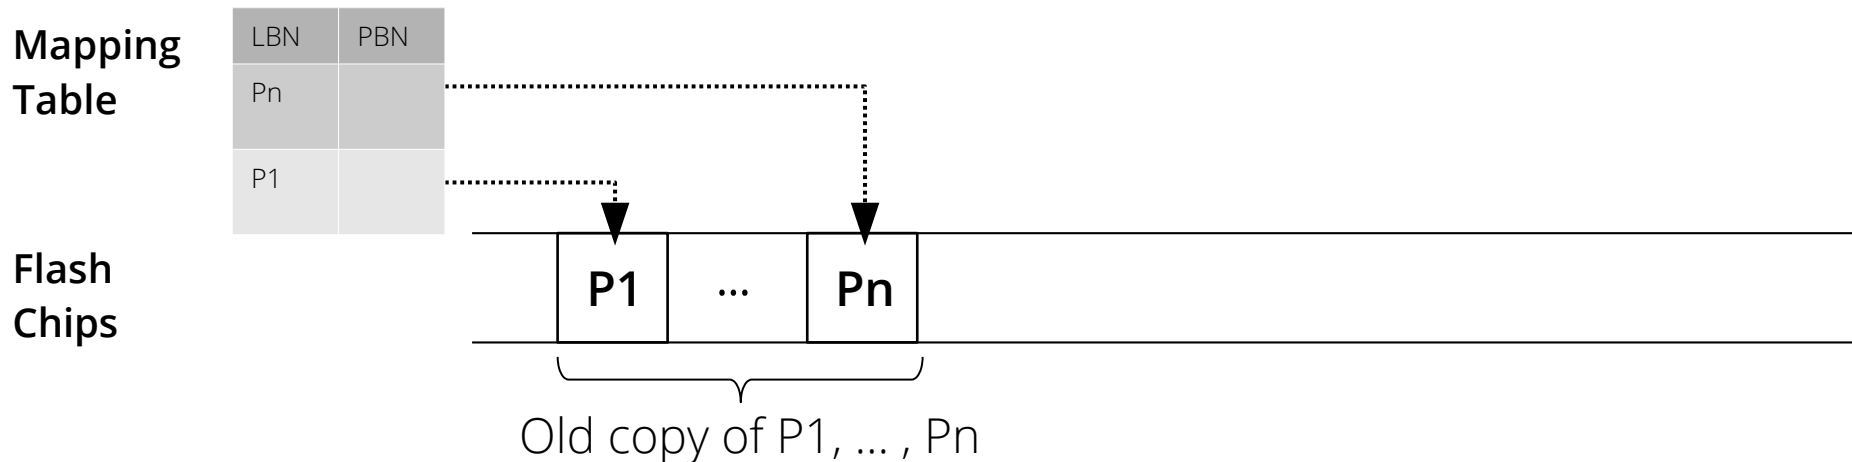 Mapping
Table
LBN PBN
Pn
P1
Flash
Chips
P1 ... Pn
Old copy of P1, ... , Pn